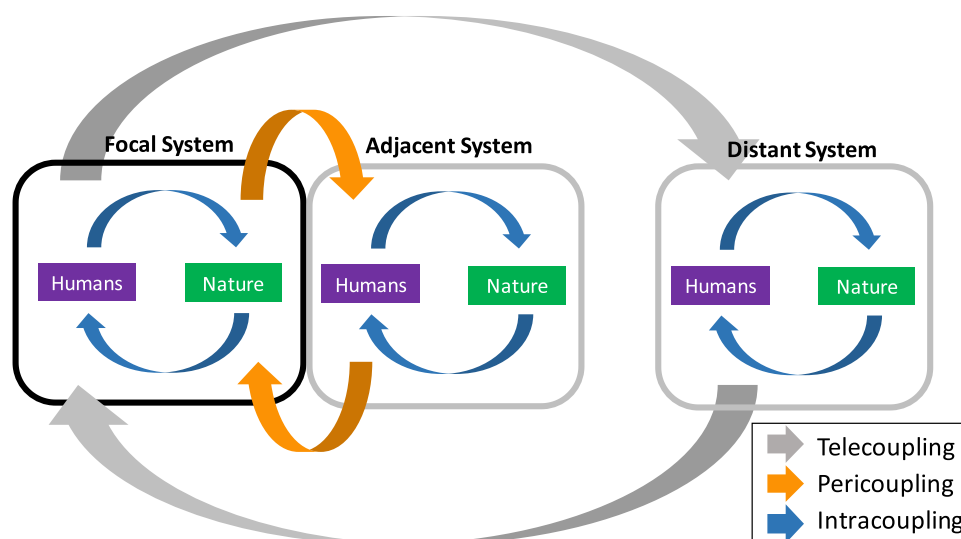 Focal System
Adjacent System
Distant System
Humans
Nature
Humans
Nature
Humans
Nature
Telecoupling
Pericoupling
Intracoupling